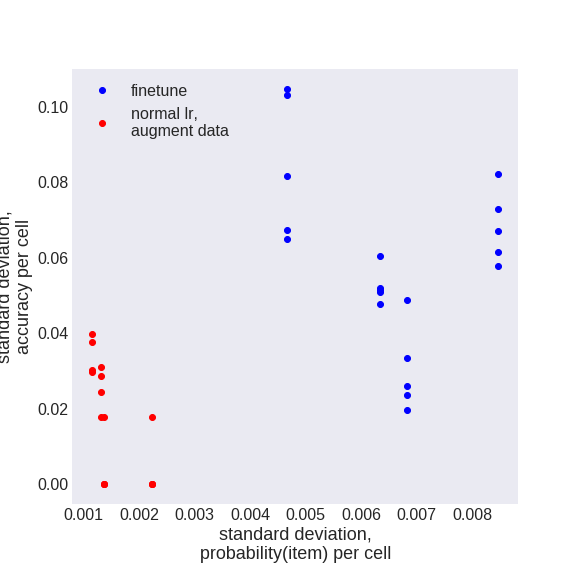 finetune
normal lr,
augment data
0.10
0.08
0.06
0.04
0.02
0.00
standard deviation,
accuracy per cell
0.001 0.002 0.003 0.004 0.005 0.006 0.007 0.008
standard deviation,
probability(item) per cell